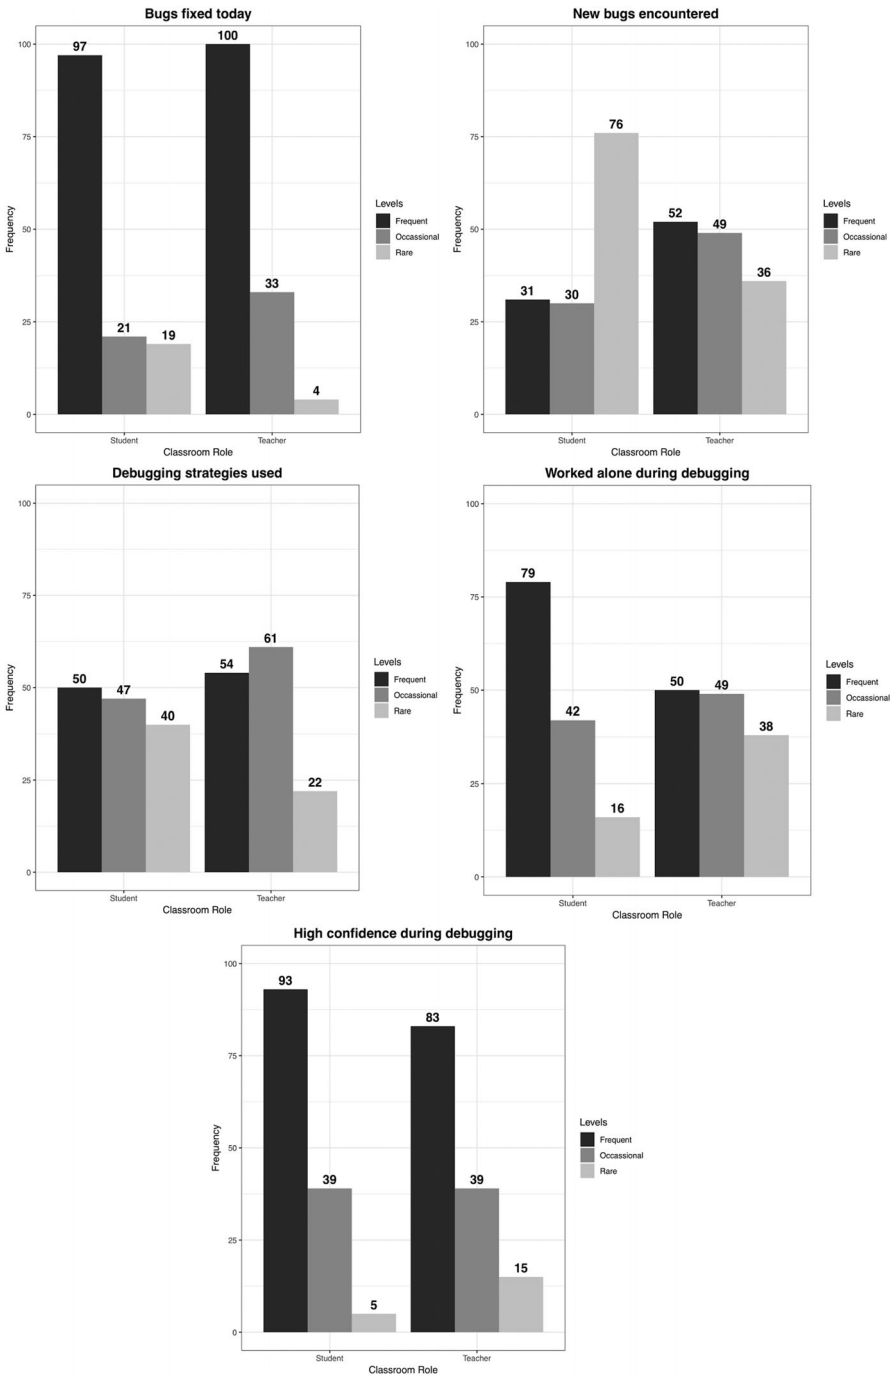 Bugs fixed today
100
97
100
75
50
33
25
21
19
4
0
Frequency
Student
Teacher
Classroom Role
Levels
Frequent
Occassional
Rare
New bugs encountered
100
76
75
52
50
49
36
31
30
25
0
Frequency
Student
Teacher
Classroom Role
Levels
Frequent
Occassional
Rare
Debugging strategies used
100
75
61
54
50
50
47
40
25
22
0
Frequency
Student
Teacher
Classroom Role
Levels
Frequent
Occassional
Rare
Worked alone during debugging
100
79
75
50
50
49
42
38
25
16
0
Frequency
Student
Teacher
Classroom Role
Levels
Frequent
Occassional
Rare
High confidence during debugging
100
93
83
75
50
39
39
25
15
5
0
Frequency
Student
Teacher
Classroom Role
Levels
Frequent
Occassional
Rare